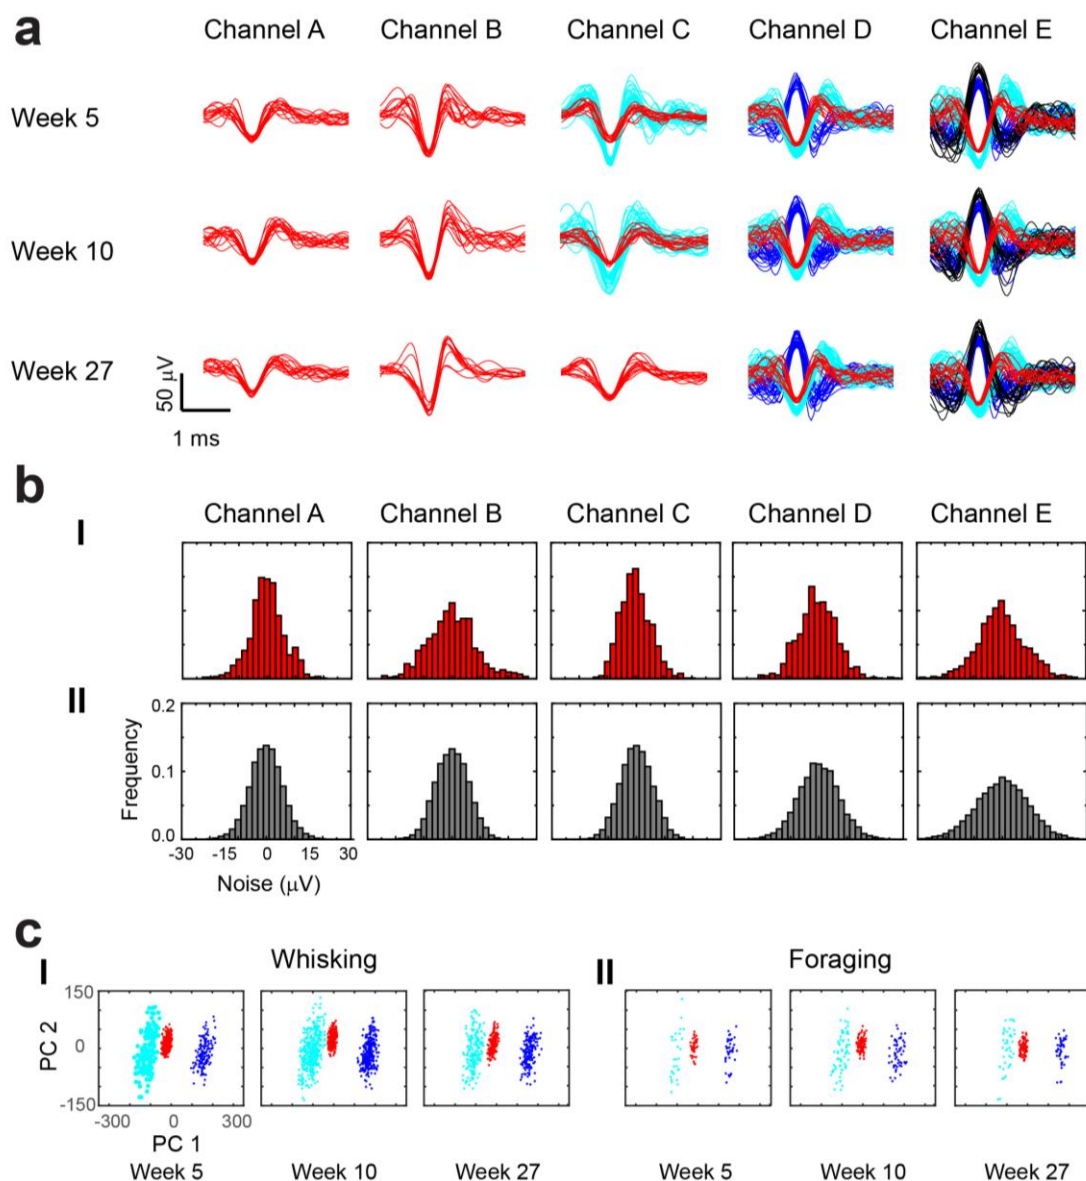 a
Channel A Channel B Channel C Channel D Channel E
Week 5
Week 10
Week 27
50 μV
1 ms
b
I
Channel A Channel B Channel C Channel D Channel E
II
Frequency
0.2
0.1
0.0
-30 -15 0 15 30
Noise (μV)
c
I
Whisking
II
Foraging
PC 2
150
0
-150
-300 0 300
PC 1
Week 5 Week 10 Week 27 Week 5 Week 10 Week 27